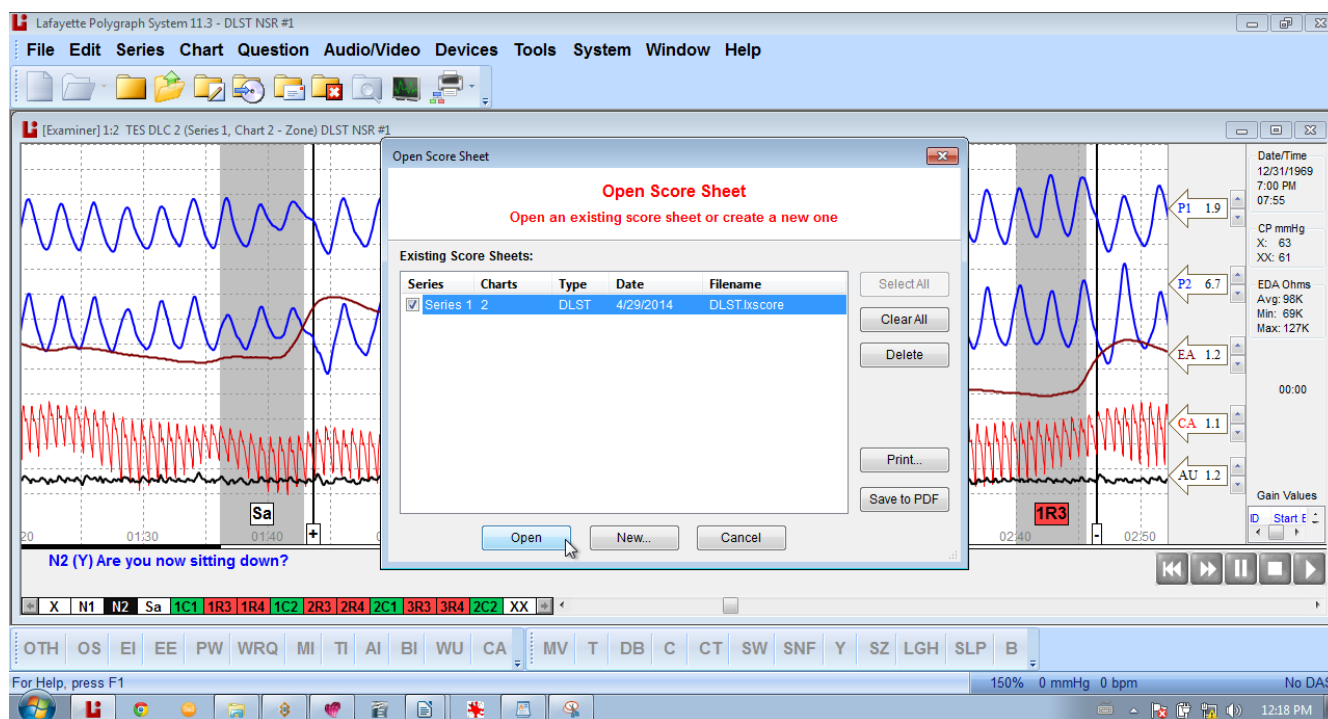 Lafayette Polygraph System 11.3 - DLST NSR #1
File Edit Series Chart Question Audio/Video Devices Tools System Window Help
[Examiner] 1:2 TES DLC 2 (Series 1, Chart 2 - Zone) DLST NSR #1
Open Score Sheet
Open Score Sheet
Open an existing score sheet or create a new one
Existing Score Sheets:
Series Charts Type Date Filename
Series 1 2 DLST 4/29/2014 DLST.lxscore
Select All
Clear All
Delete
Print...
Save to PDF
Open New... Cancel
P1 1.9
P2 6.7
EA 1.2
CA 1.1
AU 1.2
Date/Time
12/31/1969
7:00 PM
07:55
CP mmHg
X: 63
XX: 61
EDA Ohms
Avg: 98K
Min: 69K
Max: 127K
00:00
Gain Values
ID Start
Sa
1R3
20 01:30 01:40 + 02:40 - 02:50
N2 (Y) Are you now sitting down?
X N1 N2 Sa 1C1 1R3 1R4 1C2 2R3 2R4 2C1 3R3 3R4 2C2 XX
OTH OS EI EE PW WRQ MI TI AI BI WU CA MV T DB C CT SW SNF Y SZ LGH SLP B
For Help, press F1
150% 0 mmHg 0 bpm No DAS
12:18 PM